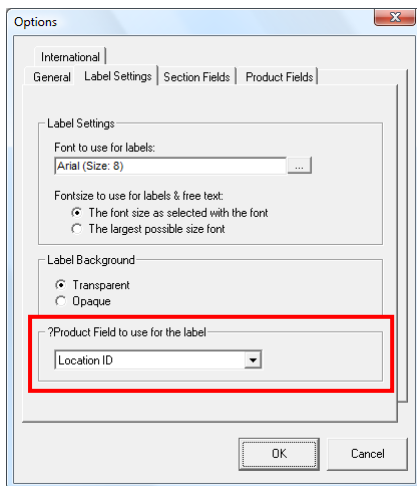 Options
International
General Label Settings Section Fields Product Fields
Label Settings
Font to use for labels:
Arial (Size: 8)
...
Fontsize to use for labels & free text:
The font size as selected with the font
The largest possible size font
Label Background
Transparent
Opaque
?Product Field to use for the label
Location ID
OK Cancel